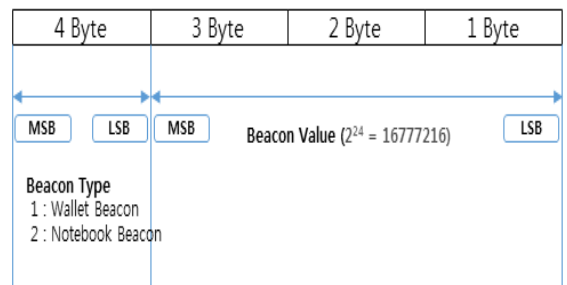 4 Byte 3 Byte 2 Byte 1 Byte
MSB LSB MSB Beacon Value (2²⁴ = 16777216) LSB
Beacon Type
1 : Wallet Beacon
2 : Notebook Beacon